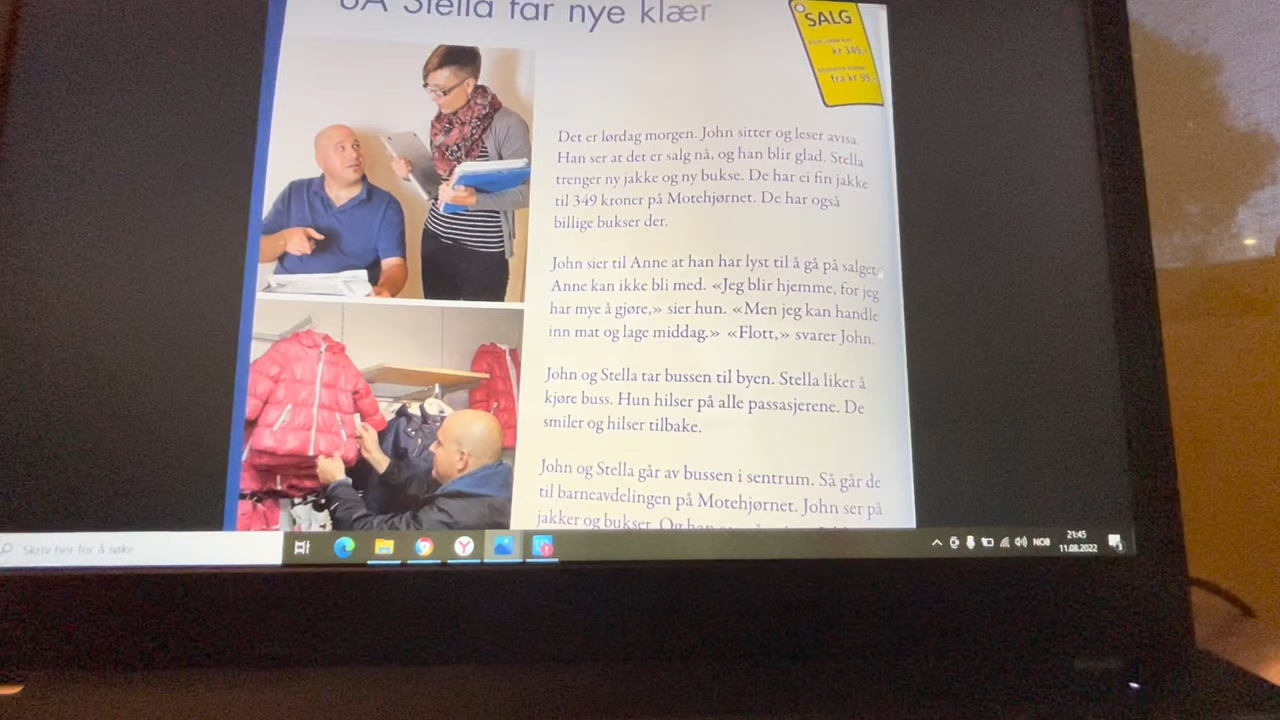 Stella får nye klær
SALG
kr 349,-
fra kr 99,-
Det er lørdag morgen. John sitter og leser avisa.
Han ser at det er salg nå, og han blir glad. Stella
trenger ny jakke og ny bukse. De har ei fin jakke
til 349 kroner på Motehjørnet. De har også
billige bukser der.
John sier til Anne at han har lyst til å gå på salget.
Anne kan ikke bli med. «Jeg blir hjemme, for jeg
har mye å gjøre,» sier hun. «Men jeg kan handle
inn mat og lage middag.» «Flott,» svarer John.
John og Stella tar bussen til byen. Stella liker å
kjøre buss. Hun hilser på alle passasjerene. De
smiler og hilser tilbake.
John og Stella går av bussen i sentrum. Så går de
til barneavdelingen på Motehjørnet. John ser på
jakker og bukser. Og han
Skriv her for å søke
NOB
21:45
11.08.2022